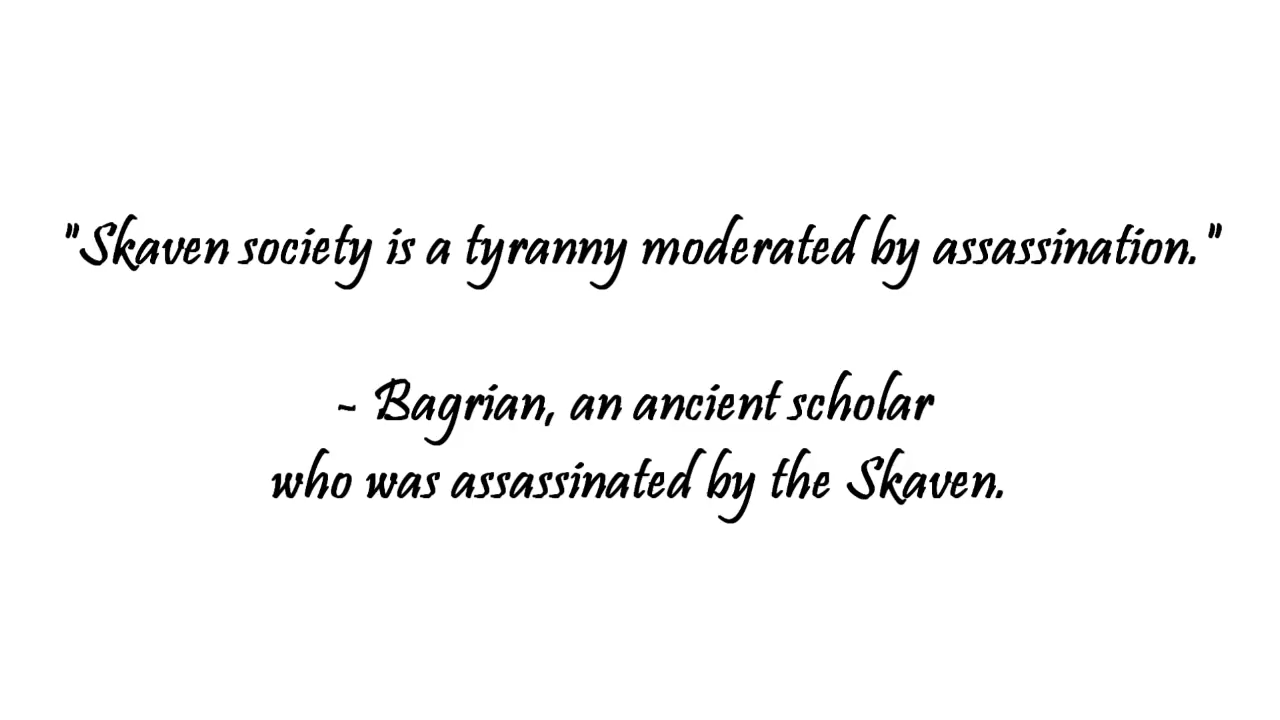 "Skaven society is a tyranny moderated by assassination."
~ Bagrian, an ancient scholar
who was assassinated by the Skaven.